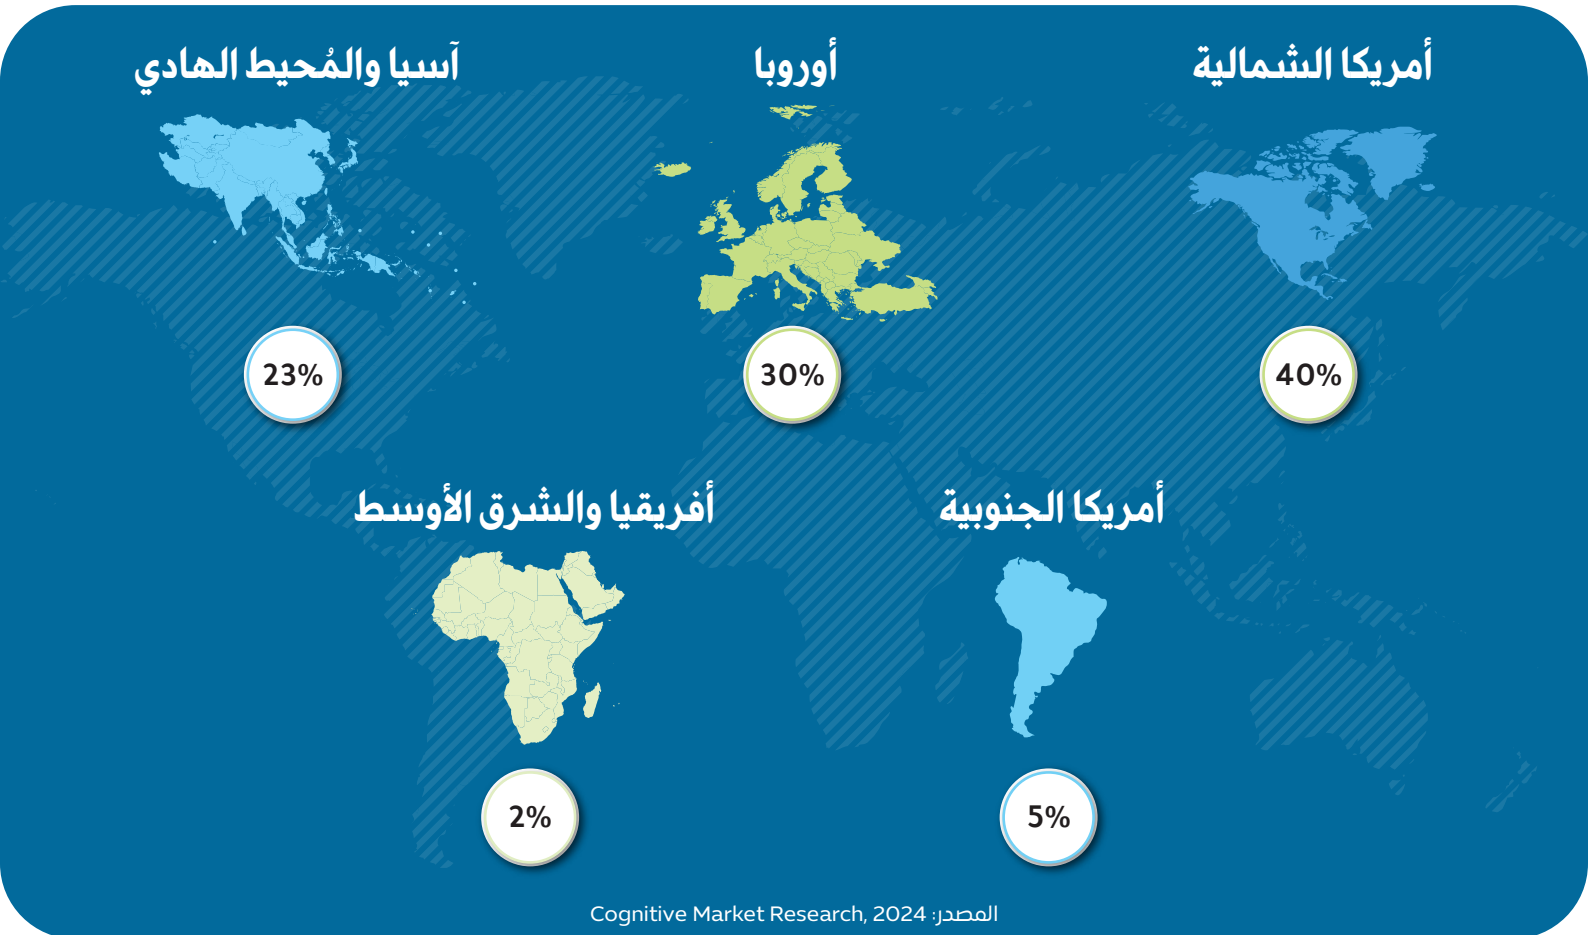 أمريكا الشمالية
أوروبا
آسيا والمُحيط الهادي
40%
30%
23%
أمريكا الجنوبية
أفريقيا والشرق الأوسط
5%
2%
المصدر: Cognitive Market Research, 2024